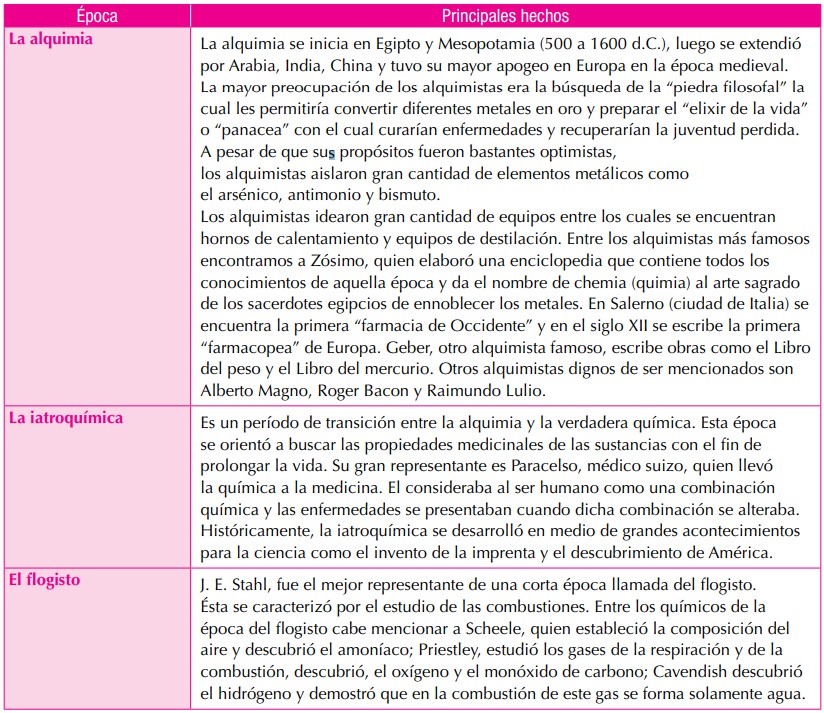 Época
Principales hechos
La alquimia
La alquimia se inicia en Egipto y Mesopotamia (500 a 1600 d.C.), luego se extendió
por Arabia, India, China y tuvo su mayor apogeo en Europa en la época medieval.
La mayor preocupación de los alquimistas era la búsqueda de la “piedra filosofal” la
cual les permitiría convertir diferentes metales en oro y preparar el “elixir de la vida”
o “panacea” con el cual curarían enfermedades y recuperarían la juventud perdida.
A pesar de que sus propósitos fueron bastantes optimistas,
los alquimistas aislaron gran cantidad de elementos metálicos como
el arsénico, antimonio y bismuto.
Los alquimistas idearon gran cantidad de equipos entre los cuales se encuentran
hornos de calentamiento y equipos de destilación. Entre los alquimistas más famosos
encontramos a Zósimo, quien elaboró una enciclopedia que contiene todos los
conocimientos de aquella época y da el nombre de chemia (quimia) al arte sagrado
de los sacerdotes egipcios de ennoblecer los metales. En Salerno (ciudad de Italia) se
encuentra la primera “farmacia de Occidente” y en el siglo XII se escribe la primera
“farmacopea” de Europa. Geber, otro alquimista famoso, escribe obras como el Libro
del peso y el Libro del mercurio. Otros alquimistas dignos de ser mencionados son
Alberto Magno, Roger Bacon y Raimundo Lulio.
La iatroquímica
Es un período de transición entre la alquimia y la verdadera química. Esta época
se orientó a buscar las propiedades medicinales de las sustancias con el fin de
prolongar la vida. Su gran representante es Paracelso, médico suizo, quien llevó
la química a la medicina. El consideraba al ser humano como una combinación
química y las enfermedades se presentaban cuando dicha combinación se alteraba.
Históricamente, la iatroquímica se desarrolló en medio de grandes acontecimientos
para la ciencia como el invento de la imprenta y el descubrimiento de América.
El flogisto
J. E. Stahl, fue el mejor representante de una corta época llamada del flogisto.
Ésta se caracterizó por el estudio de las combustiones. Entre los químicos de la
época del flogisto cabe mencionar a Scheele, quien estableció la composición del
aire y descubrió el amoníaco; Priestley, estudió los gases de la respiración y de la
combustión, descubrió, el oxígeno y el monóxido de carbono; Cavendish descubrió
el hidrógeno y demostró que en la combustión de este gas se forma solamente agua.